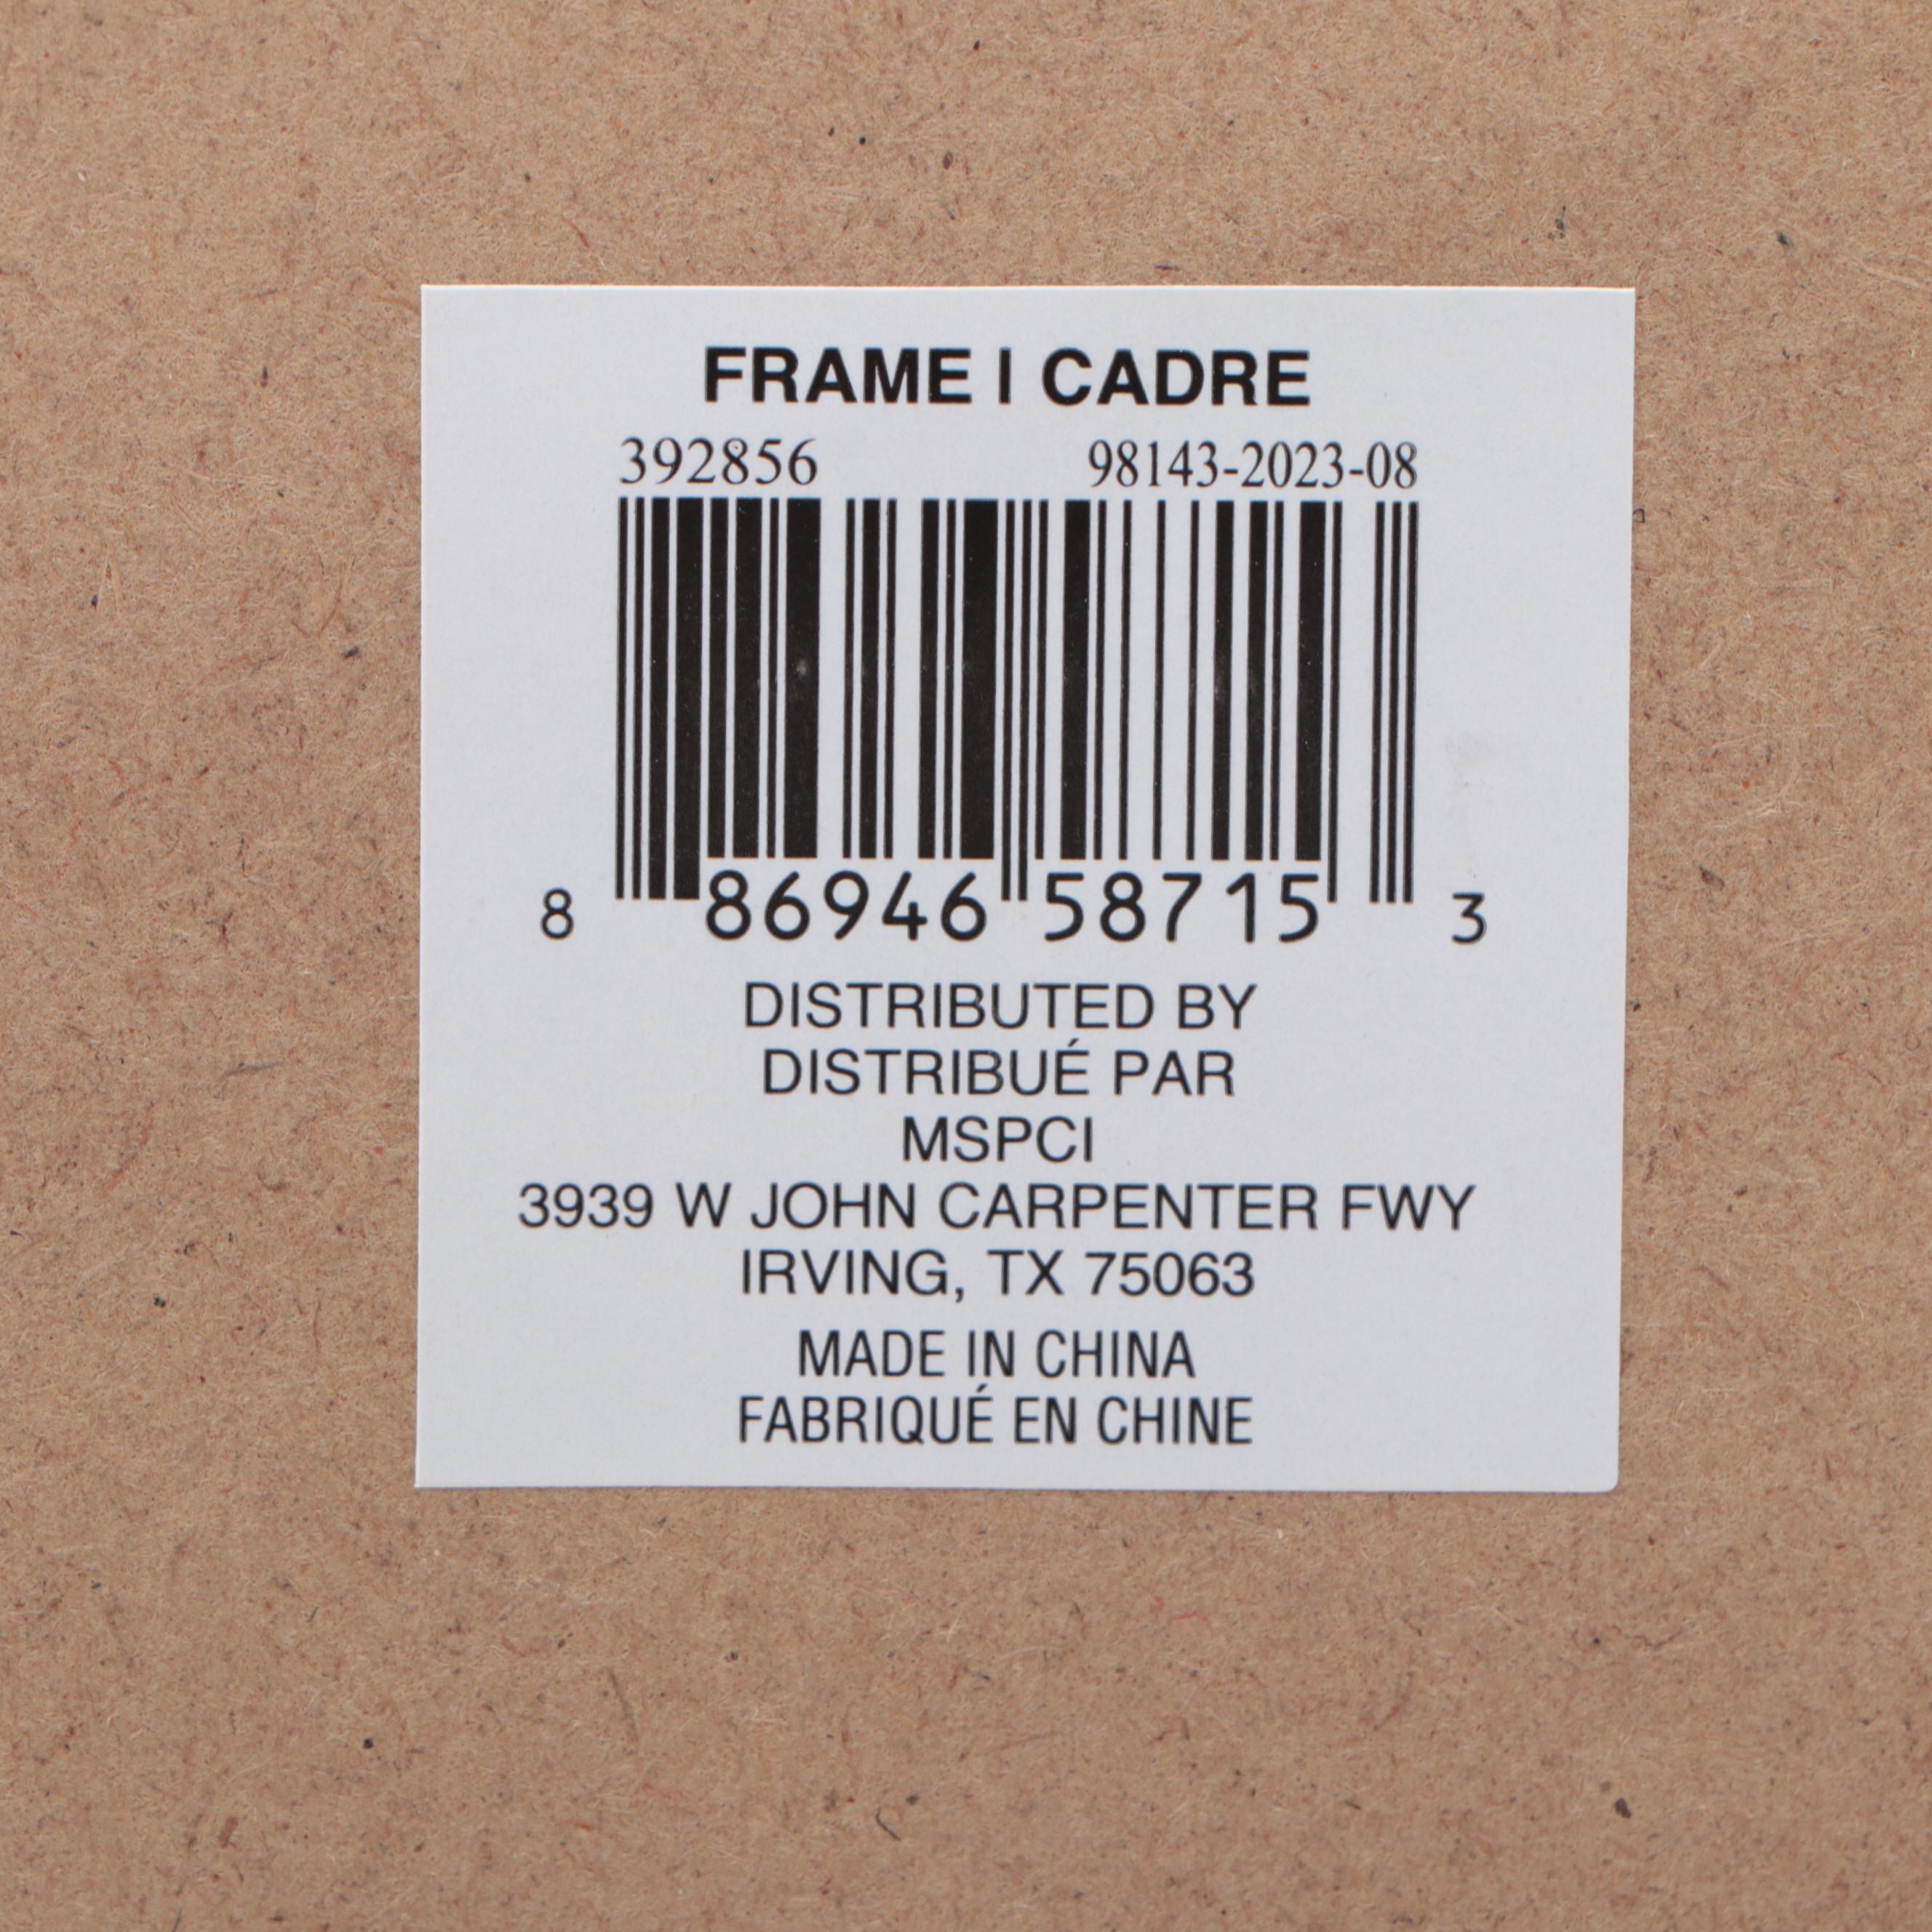 FRAME | CADRE
392856 98143-2023-08
8 86946 58715 3
DISTRIBUTED BY
DISTRIBUÉ PAR
MSPCI
3939 W JOHN CARPENTER FWY
IRVING, TX 75063
MADE IN CHINA
FABRIQUÉ EN CHINE